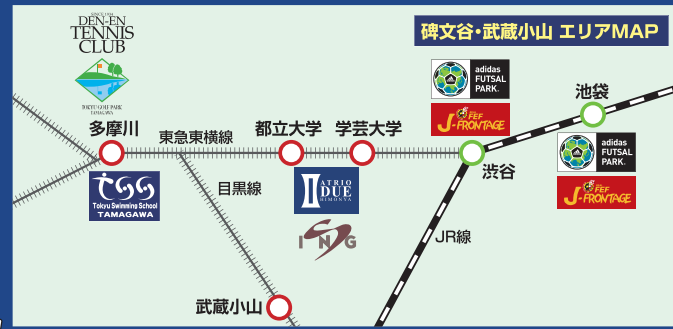 SINCE 1934
DEN-EN
TENNIS
CLUB
TOKYU GOLF PARK
TAMAGAWA
碑文谷・武蔵小山 エリアMAP
adidas
FUTSAL
PARK.
FEF
J-FRONTAGE
池袋
adidas
FUTSAL
PARK.
FEF
J-FRONTAGE
多摩川
東急東横線
都立大学
学芸大学
渋谷
tSS
Tokyu Swimming School
TAMAGAWA
目黒線
ATRIO
DUE
HIMONYA
ING
JR線
武蔵小山